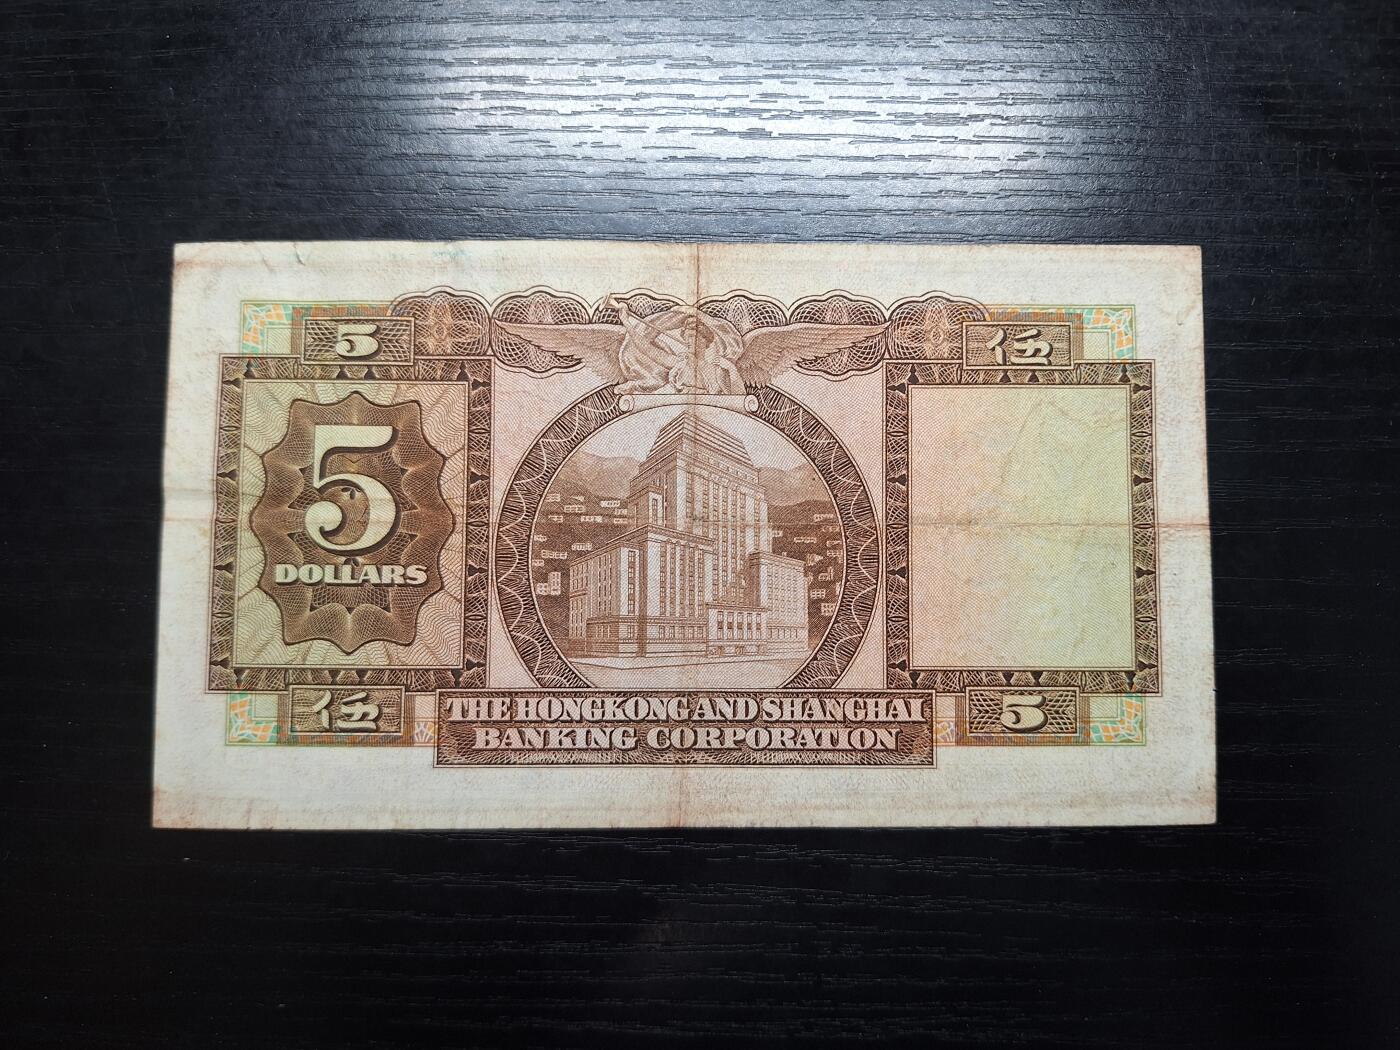 5
伍
5
DOLLARS
伍
5
THE HONGKONG AND SHANGHAI
BANKING CORPORATION